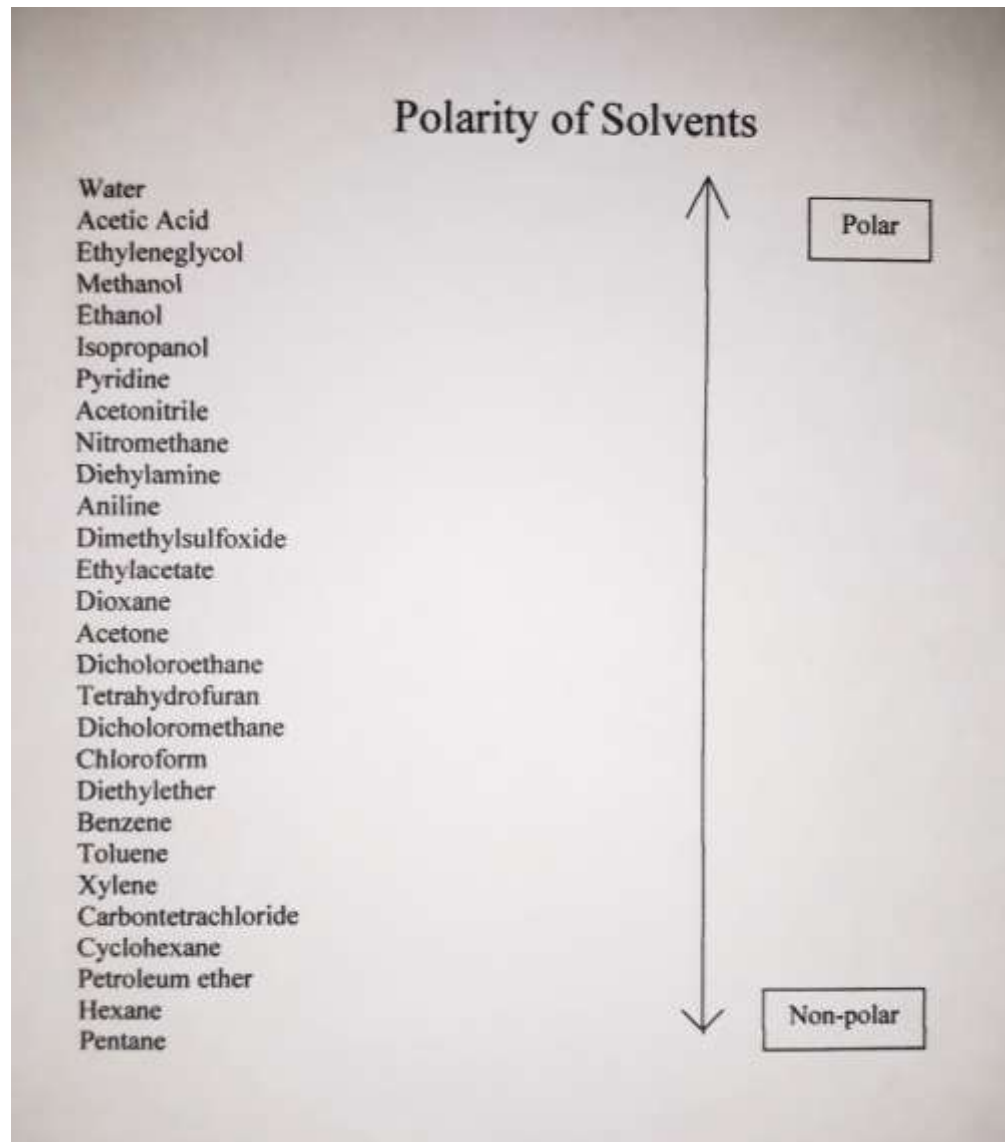 Polarity of Solvents
Water
Acetic Acid
Polar
Ethyleneglycol
Methanol
Ethanol
Isopropanol
Pyridine
Acetonitrile
Nitromethane
Diehylamine
Aniline
Dimethylsulfoxide
Ethylacetate
Dioxane
Acetone
Dicholoroethane
Tetrahydrofuran
Dicholoromethane
Chloroform
Diethylether
Benzene
Toluene
Xylene
Carbontetrachloride
Cyclohexane
Petroleum ether
Hexane
Non-polar
Pentane